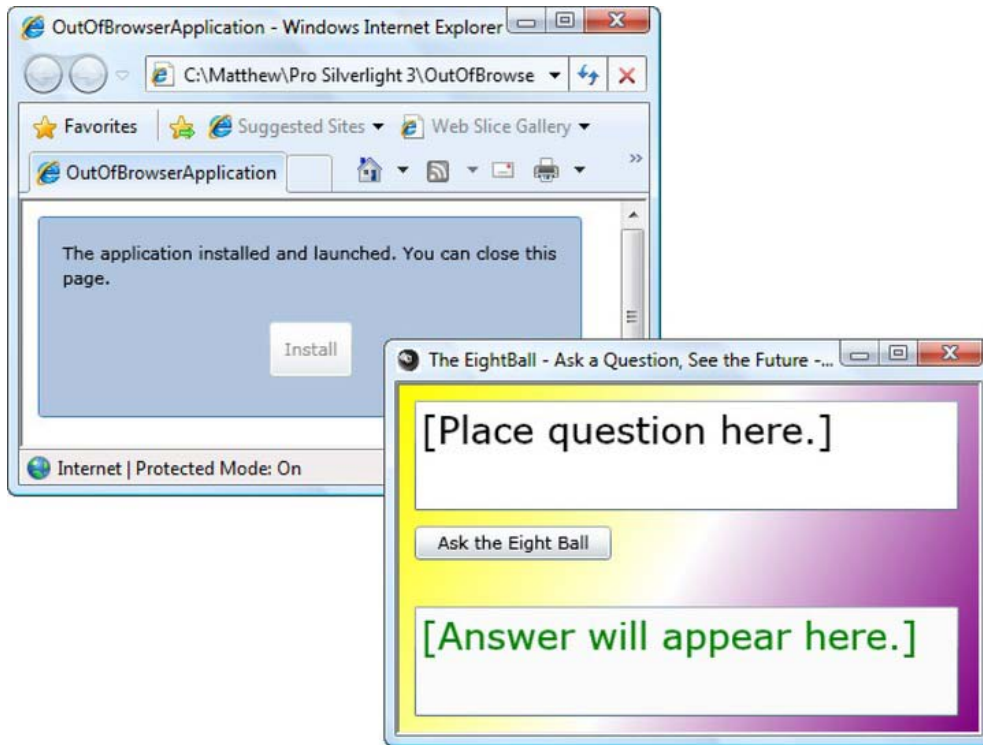 OutOfBrowserApplication - Windows Internet Explorer
C:\Matthew\Pro Silverlight 3\OutOfBrowse
Favorites Suggested Sites Web Slice Gallery
OutOfBrowserApplication
The application installed and launched. You can close this
page.
Install
Internet | Protected Mode: On
The EightBall - Ask a Question, See the Future -...
[Place question here.]
Ask the Eight Ball
[Answer will appear here.]